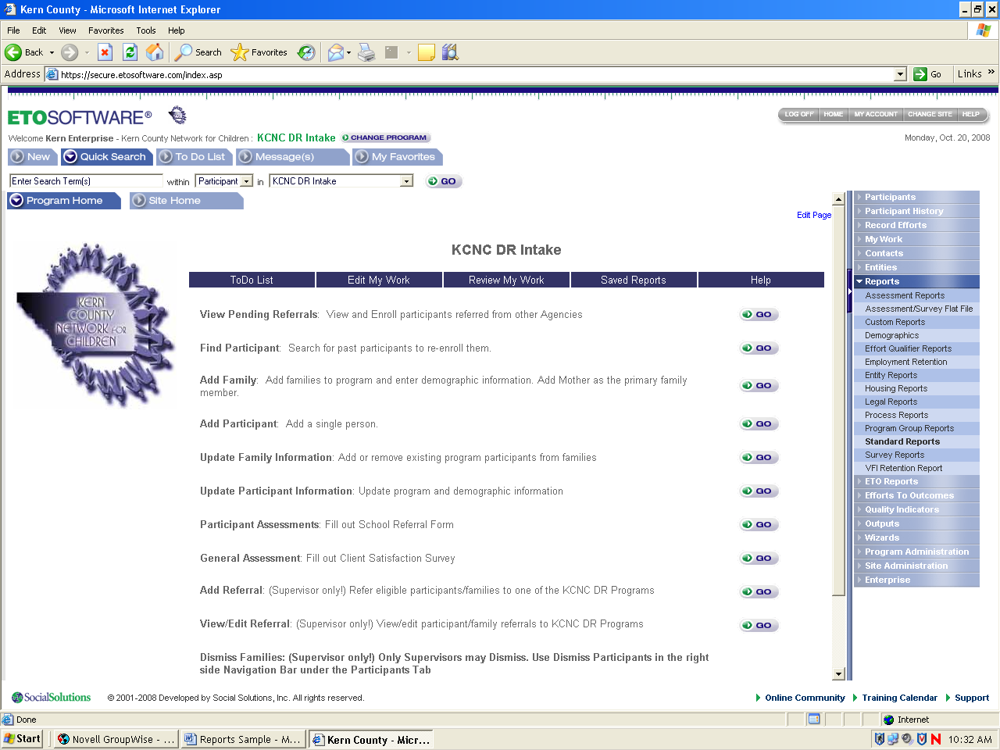 Kern County - Microsoft Internet Explorer
File Edit View Favorites Tools Help
Back Search Favorites
Address https://secure.etosoftware.com/index.asp Go Links »
ETOSOFTWARE®
LOG OFF HOME MY ACCOUNT CHANGE SITE HELP
Welcome Kern Enterprise - Kern County Network for Children : KCNC DR Intake CHANGE PROGRAM Monday, Oct. 20, 2008
New Quick Search To Do List Message(s) My Favorites
Enter Search Term(s) within Participant in KCNC DR Intake GO
Program Home Site Home
Edit Page
KERN
COUNTY
NETWORK FOR
CHILDREN
KCNC DR Intake
ToDo List Edit My Work Review My Work Saved Reports Help
View Pending Referrals: View and Enroll participants referred from other Agencies GO
Find Participant: Search for past participants to re-enroll them. GO
Add Family: Add families to program and enter demographic information. Add Mother as the primary family
member. GO
Add Participant: Add a single person. GO
Update Family Information: Add or remove existing program participants from families GO
Update Participant Information: Update program and demographic information GO
Participant Assessments: Fill out School Referral Form GO
General Assessment: Fill out Client Satisfaction Survey GO
Add Referral: (Supervisor only!) Refer eligible participants/families to one of the KCNC DR Programs GO
View/Edit Referral: (Supervisor only!) View/edit participant/family referrals to KCNC DR Programs GO
Dismiss Families: (Supervisor only!) Only Supervisors may Dismiss. Use Dismiss Participants in the right
side Navigation Bar under the Participants Tab
Participants
Participant History
Record Efforts
My Work
Contacts
Entities
Reports
Assessment Reports
Assessment/Survey Flat File
Custom Reports
Demographics
Effort Qualifier Reports
Employment Retention
Entity Reports
Housing Reports
Legal Reports
Process Reports
Program Group Reports
Standard Reports
Survey Reports
VFI Retention Report
ETO Reports
Efforts To Outcomes
Quality Indicators
Outputs
Wizards
Program Administration
Site Administration
Enterprise
SocialSolutions © 2001-2008 Developed by Social Solutions, Inc. All rights reserved. Online Community Training Calendar Support
Done Internet
Start Novell GroupWise - ... Reports Sample - M... Kern County - Micr... 10:32 AM